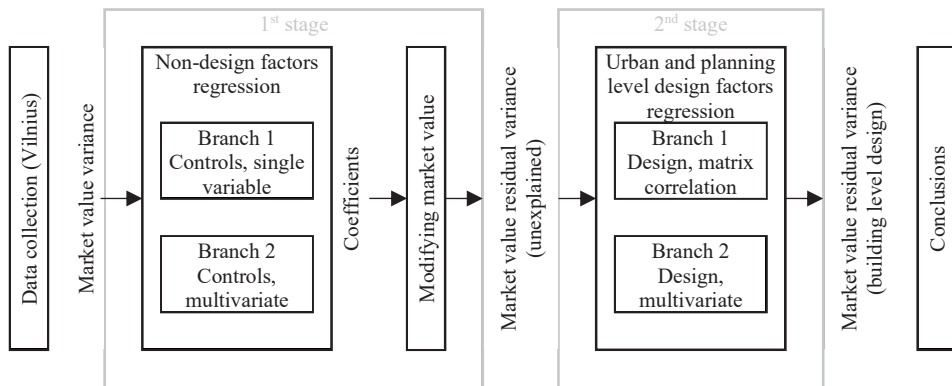 1st stage
2nd stage
Data collection (Vilnius)
Market value variance
Non-design factors
regression
Branch 1
Controls, single
variable
Branch 2
Controls,
multivariate
Coefficients
Modifying market value
Market value residual variance
(unexplained)
Urban and planning
level design factors
regression
Branch 1
Design, matrix
correlation
Branch 2
Design,
multivariate
Market value residual variance
(building level design)
Conclusions